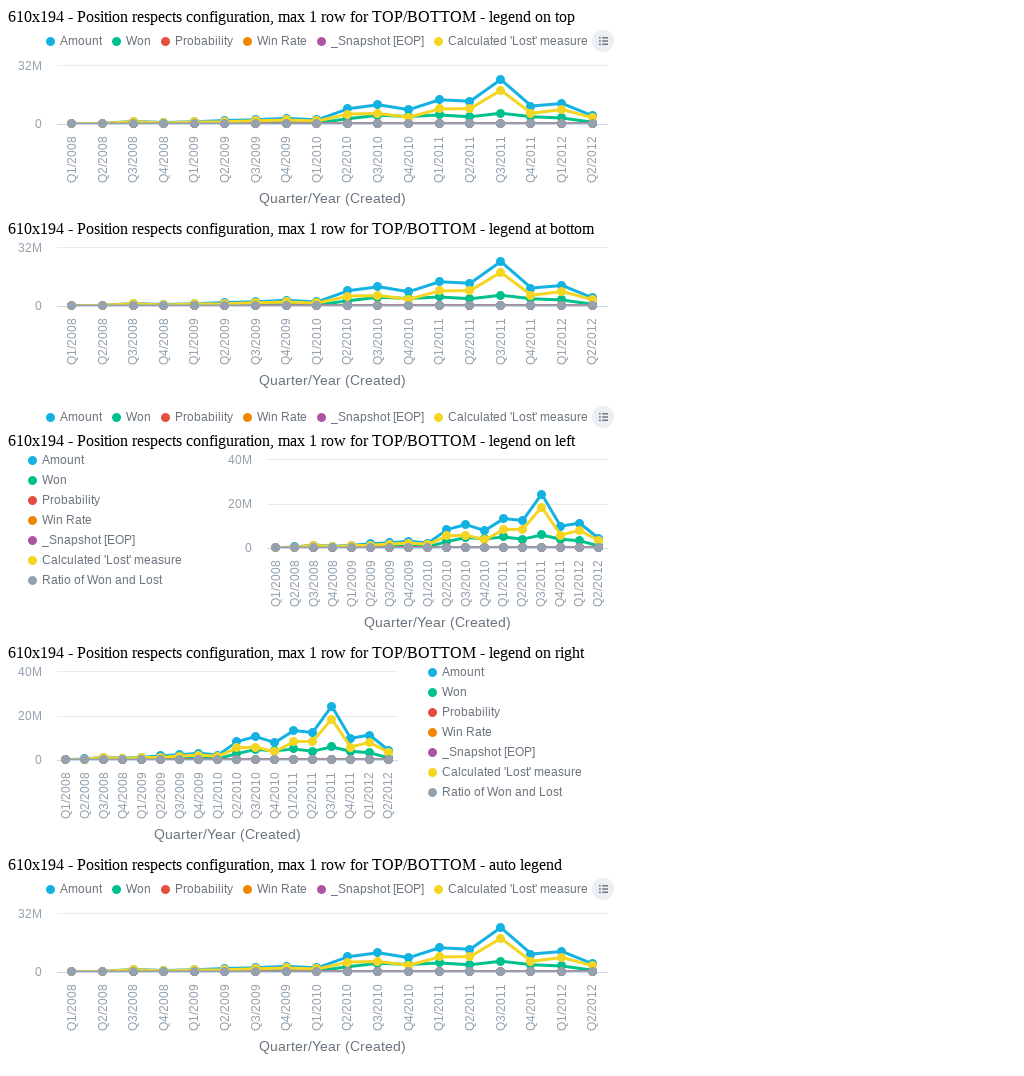 610x194 - Position respects configuration, max 1 row for TOP/BOTTOM - legend on top
Amount Won Probability Win Rate _Snapshot [EOP] Calculated 'Lost' measure
32M
0
Q1/2008 Q2/2008 Q3/2008 Q4/2008 Q1/2009 Q2/2009 Q3/2009 Q4/2009 Q1/2010 Q2/2010 Q3/2010 Q4/2010 Q1/2011 Q2/2011 Q3/2011 Q4/2011 Q1/2012 Q2/2012
Quarter/Year (Created)
610x194 - Position respects configuration, max 1 row for TOP/BOTTOM - legend at bottom
32M
0
Q1/2008 Q2/2008 Q3/2008 Q4/2008 Q1/2009 Q2/2009 Q3/2009 Q4/2009 Q1/2010 Q2/2010 Q3/2010 Q4/2010 Q1/2011 Q2/2011 Q3/2011 Q4/2011 Q1/2012 Q2/2012
Quarter/Year (Created)
Amount Won Probability Win Rate _Snapshot [EOP] Calculated 'Lost' measure
610x194 - Position respects configuration, max 1 row for TOP/BOTTOM - legend on left
Amount
Won
Probability
Win Rate
_Snapshot [EOP]
Calculated 'Lost' measure
Ratio of Won and Lost
40M
20M
0
Q1/2008 Q2/2008 Q3/2008 Q4/2008 Q1/2009 Q2/2009 Q3/2009 Q4/2009 Q1/2010 Q2/2010 Q3/2010 Q4/2010 Q1/2011 Q2/2011 Q3/2011 Q4/2011 Q1/2012 Q2/2012
Quarter/Year (Created)
610x194 - Position respects configuration, max 1 row for TOP/BOTTOM - legend on right
40M
20M
0
Q1/2008 Q2/2008 Q3/2008 Q4/2008 Q1/2009 Q2/2009 Q3/2009 Q4/2009 Q1/2010 Q2/2010 Q3/2010 Q4/2010 Q1/2011 Q2/2011 Q3/2011 Q4/2011 Q1/2012 Q2/2012
Quarter/Year (Created)
Amount
Won
Probability
Win Rate
_Snapshot [EOP]
Calculated 'Lost' measure
Ratio of Won and Lost
610x194 - Position respects configuration, max 1 row for TOP/BOTTOM - auto legend
Amount Won Probability Win Rate _Snapshot [EOP] Calculated 'Lost' measure
32M
0
Q1/2008 Q2/2008 Q3/2008 Q4/2008 Q1/2009 Q2/2009 Q3/2009 Q4/2009 Q1/2010 Q2/2010 Q3/2010 Q4/2010 Q1/2011 Q2/2011 Q3/2011 Q4/2011 Q1/2012 Q2/2012
Quarter/Year (Created)